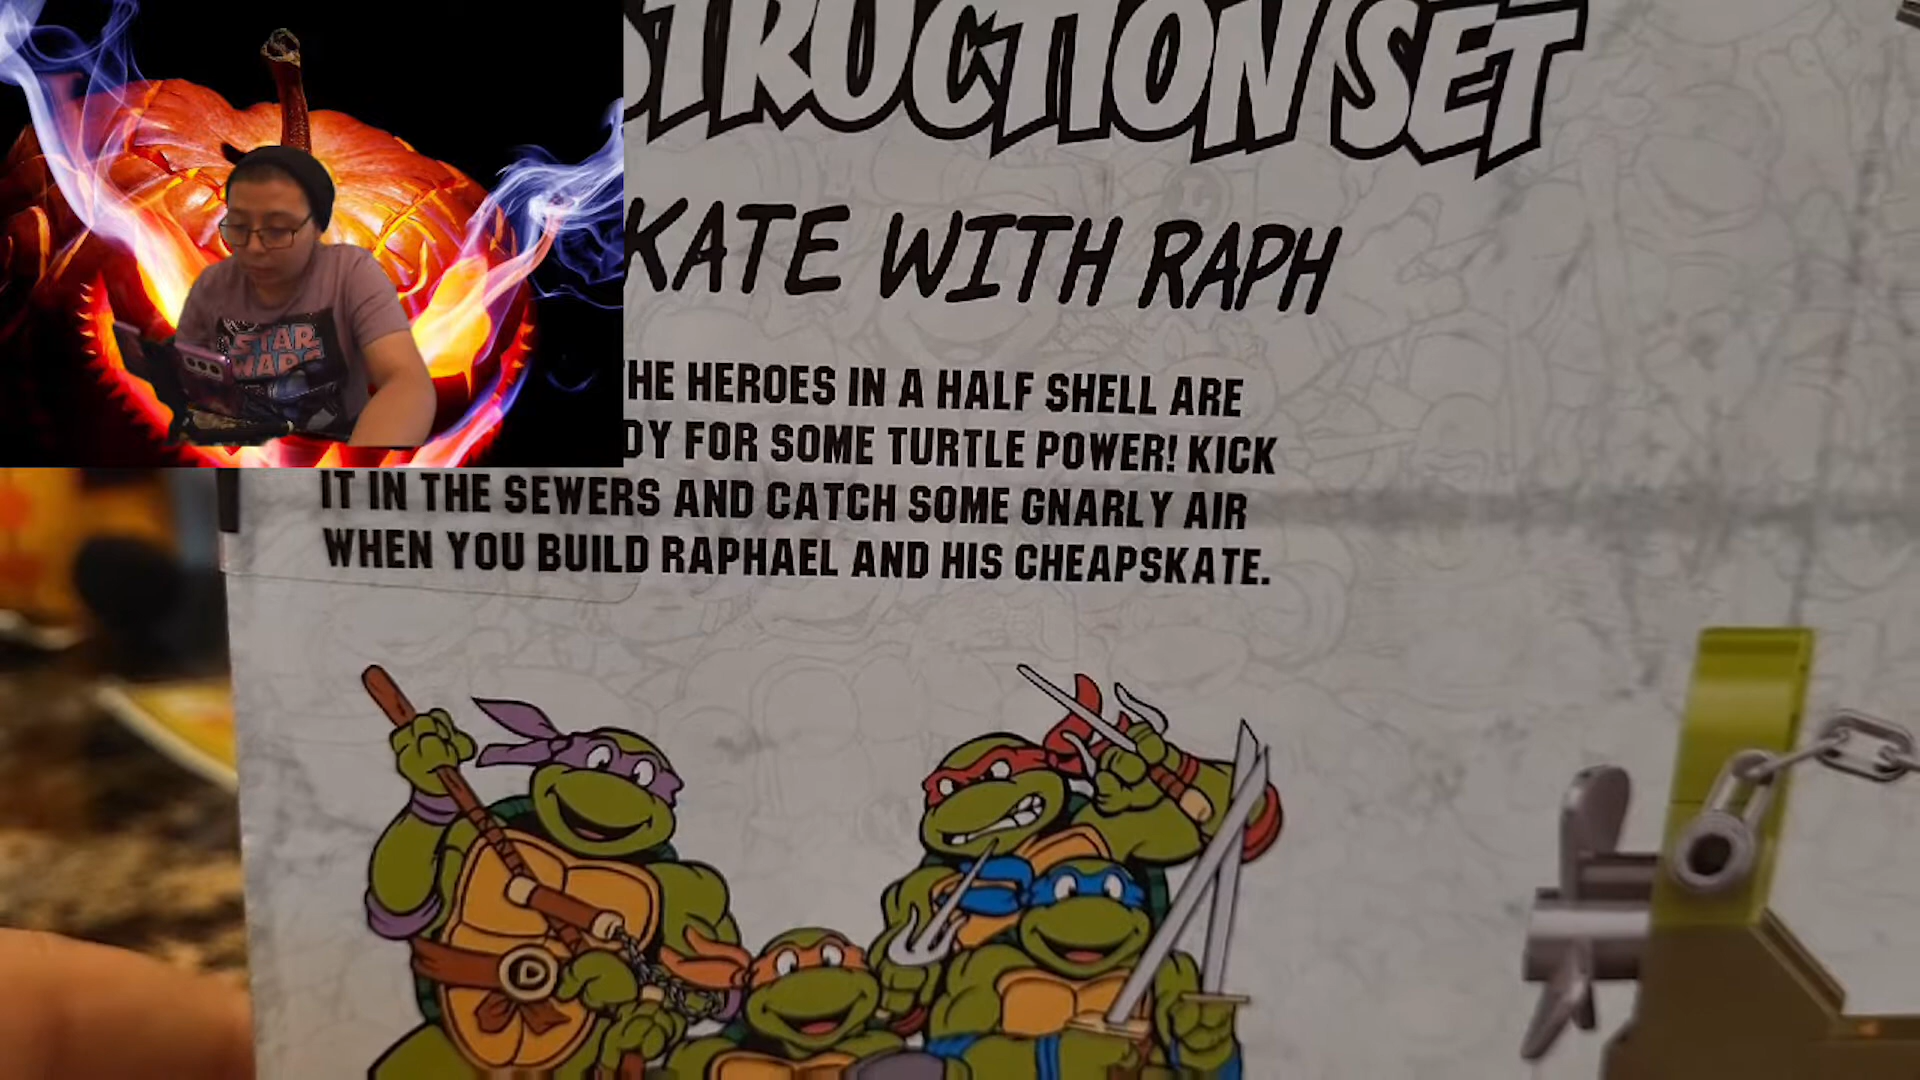 STRUCTION SET
KATE WITH RAPH
THE HEROES IN A HALF SHELL ARE
DY FOR SOME TURTLE POWER! KICK
IT IN THE SEWERS AND CATCH SOME GNARLY AIR
WHEN YOU BUILD RAPHAEL AND HIS CHEAPSKATE.
STAR
WARS
D